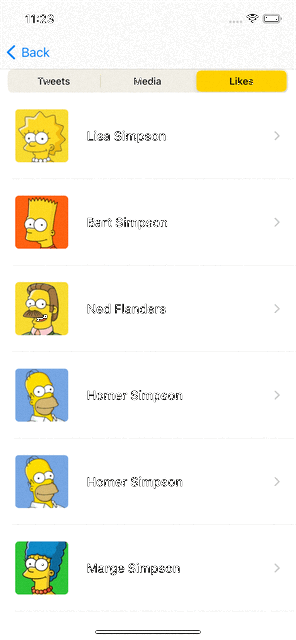 11:23
Back
Tweets Media Likes
Lisa Simpson
Bart Simpson
Ned Flanders
Homer Simpson
Homer Simpson
Marge Simpson